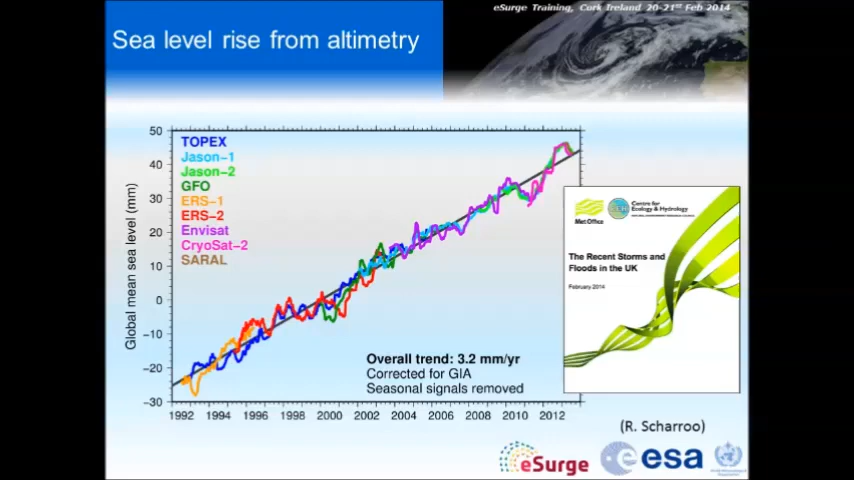 eSurge Training, Cork Ireland 20-21st Feb 2014
Sea level rise from altimetry
50
40
30
20
10
0
−10
−20
−30
Global mean sea level (mm)
TOPEX
Jason−1
Jason−2
GFO
ERS−1
ERS−2
Envisat
CryoSat−2
SARAL
Overall trend: 3.2 mm/yr
Corrected for GIA
Seasonal signals removed
1992 1994 1996 1998 2000 2002 2004 2006 2008 2010 2012
Met Office
Centre for
Ecology & Hydrology
The Recent Storms and
Floods in the UK
February 2014
(R. Scharroo)
eSurge
esa